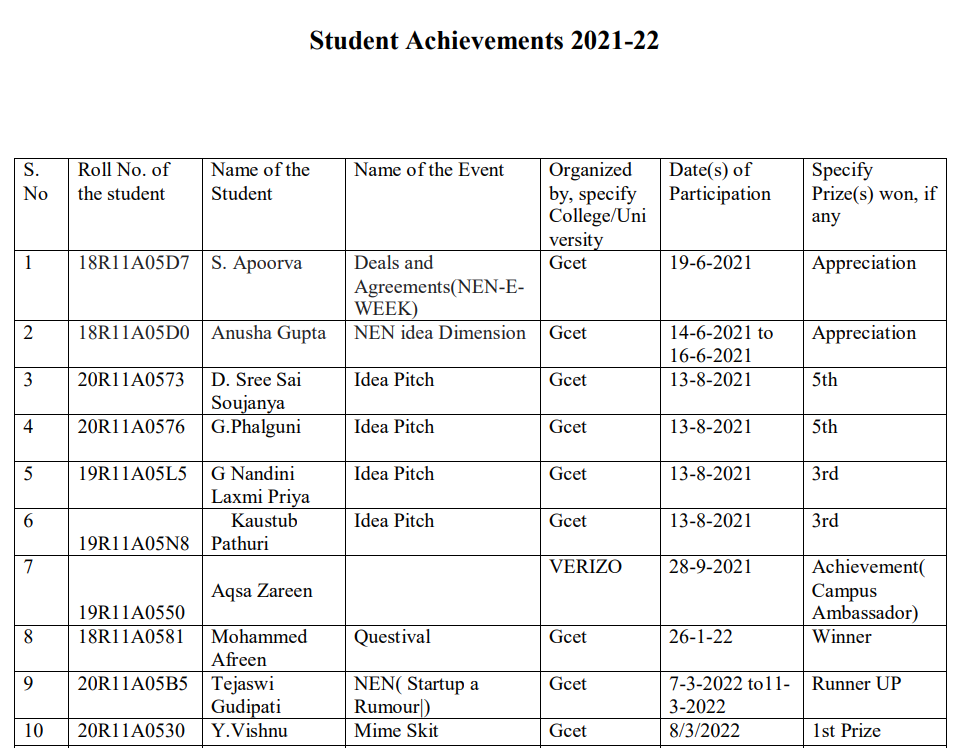 Student Achievements 2021-22
S. No | Roll No. of the student | Name of the Student | Name of the Event | Organized by, specify College/Uni versity | Date(s) of Participation | Specify Prize(s) won, if any
1 | 18R11A05D7 | S. Apoorva | Deals and Agreements(NEN-E-WEEK) | Gcet | 19-6-2021 | Appreciation
2 | 18R11A05D0 | Anusha Gupta | NEN idea Dimension | Gcet | 14-6-2021 to 16-6-2021 | Appreciation
3 | 20R11A0573 | D. Sree Sai Soujanya | Idea Pitch | Gcet | 13-8-2021 | 5th
4 | 20R11A0576 | G.Phalguni | Idea Pitch | Gcet | 13-8-2021 | 5th
5 | 19R11A05L5 | G Nandini Laxmi Priya | Idea Pitch | Gcet | 13-8-2021 | 3rd
6 | 19R11A05N8 | Kaustub Pathuri | Idea Pitch | Gcet | 13-8-2021 | 3rd
7 | 19R11A0550 | Aqsa Zareen | | VERIZO | 28-9-2021 | Achievement( Campus Ambassador)
8 | 18R11A0581 | Mohammed Afreen | Questival | Gcet | 26-1-22 | Winner
9 | 20R11A05B5 | Tejaswi Gudipati | NEN( Startup a Rumour|) | Gcet | 7-3-2022 to11-3-2022 | Runner UP
10 | 20R11A0530 | Y.Vishnu | Mime Skit | Gcet | 8/3/2022 | 1st Prize